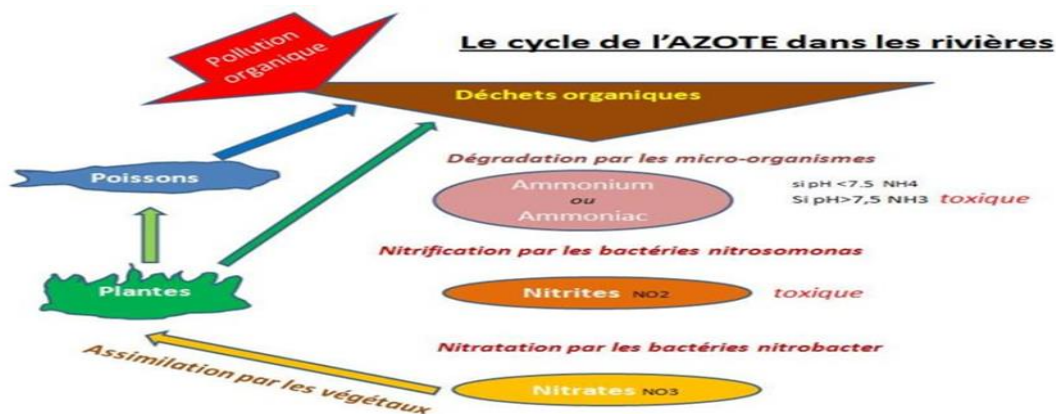 Le cycle de l'AZOTE dans les rivières
Pollution
organique
Déchets organiques
Dégradation par les micro-organismes
Poissons
Ammonium
ou
Ammoniac
si pH <7.5 NH4
Si pH>7,5 NH3 toxique
Nitrification par les bactéries nitrosomonas
Plantes
Nitrites NO2
toxique
Nitratation par les bactéries nitrobacter
Assimilation par les végétaux
Nitrates NO3